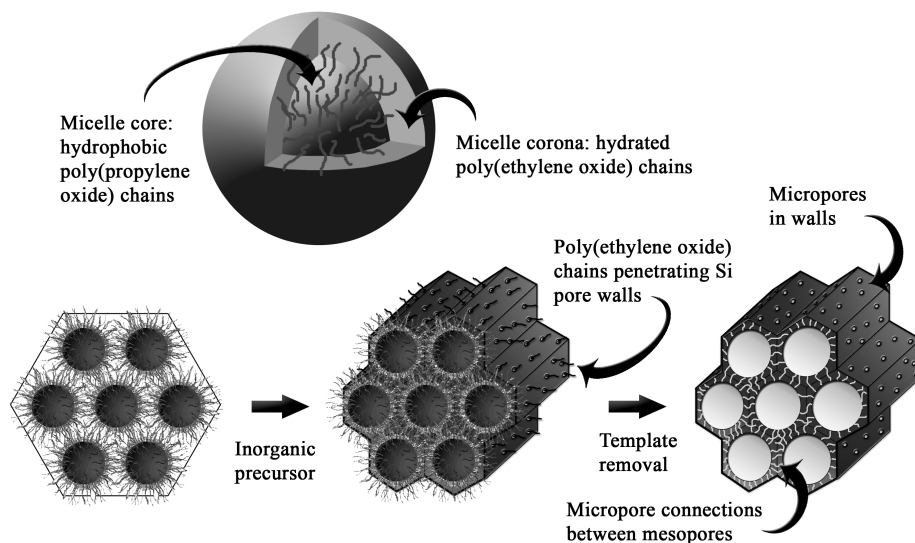 Micelle core:
hydrophobic
poly(propylene
oxide) chains
Micelle corona: hydrated
poly(ethylene oxide) chains
Micropores
in walls
Poly(ethylene oxide)
chains penetrating Si
pore walls
Inorganic
precursor
Template
removal
Micropore connections
between mesopores